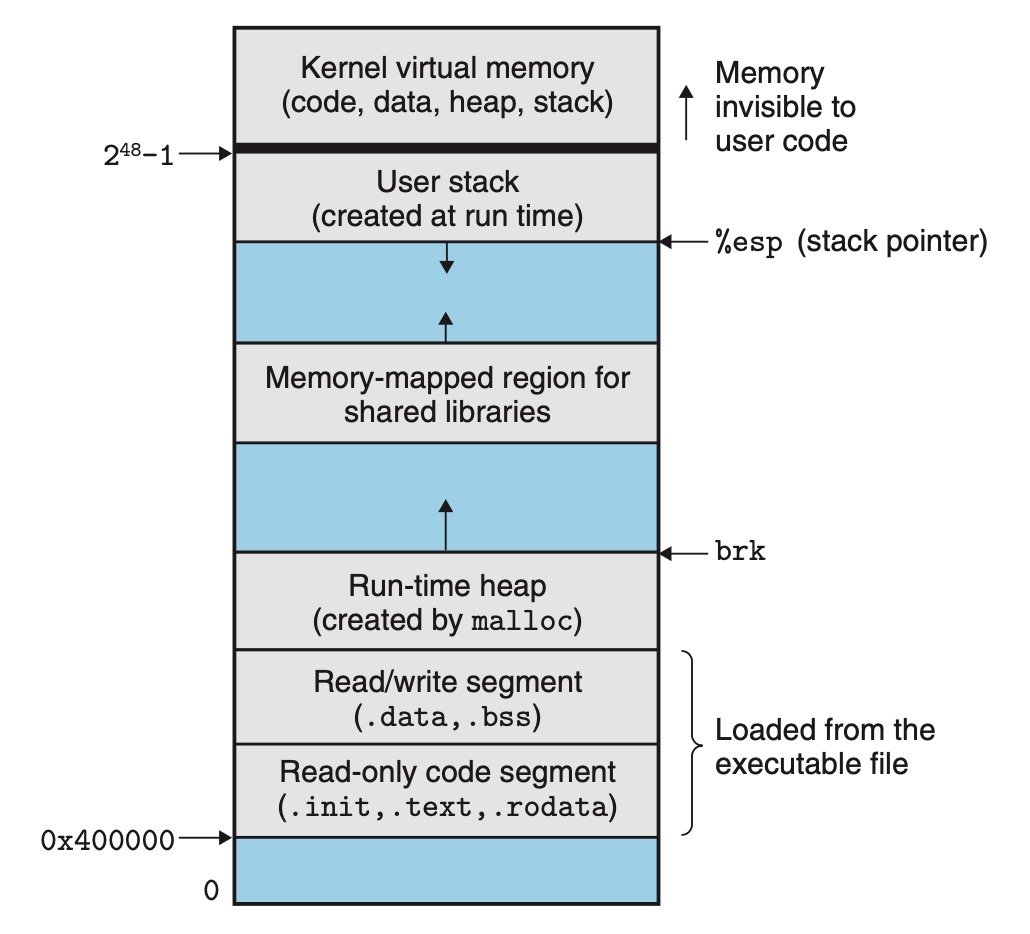 Kernel virtual memory
(code, data, heap, stack)
Memory
invisible to
user code
2⁴⁸–1
User stack
(created at run time)
%esp (stack pointer)
Memory-mapped region for
shared libraries
brk
Run-time heap
(created by malloc)
Read/write segment
(.data,.bss)
Loaded from the
executable file
Read-only code segment
(.init,.text,.rodata)
0x400000
0